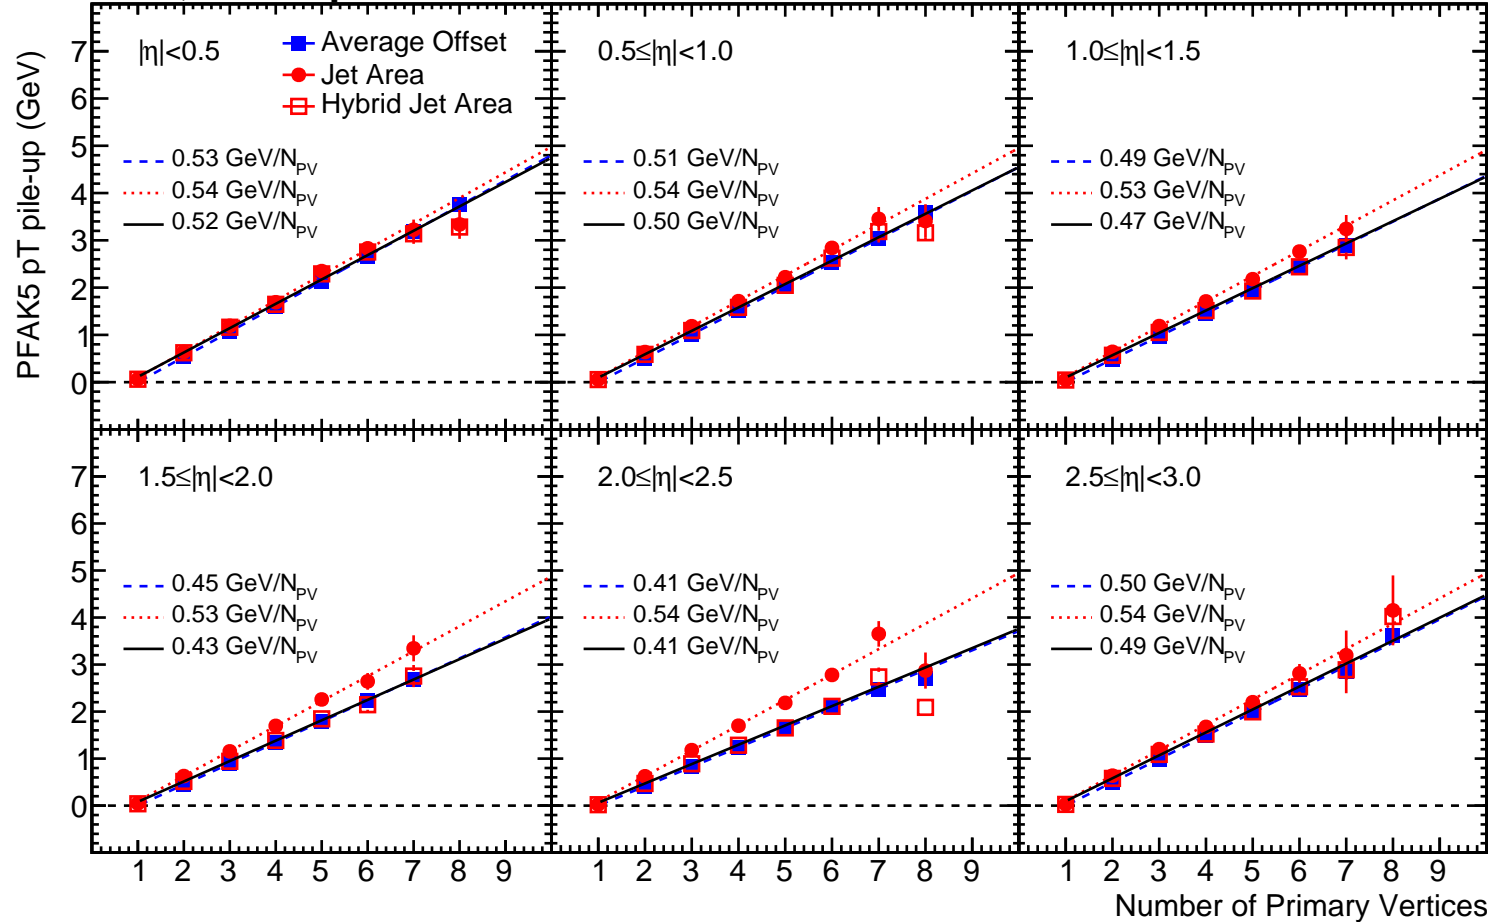 PFAK5 pT pile-up (GeV)
7
6
5
4
3
2
1
0
|η|<0.5
Average Offset
Jet Area
Hybrid Jet Area
0.53 GeV/N_PV
0.54 GeV/N_PV
0.52 GeV/N_PV
0.5≤|η|<1.0
0.51 GeV/N_PV
0.54 GeV/N_PV
0.50 GeV/N_PV
1.0≤|η|<1.5
0.49 GeV/N_PV
0.53 GeV/N_PV
0.47 GeV/N_PV
7
6
5
4
3
2
1
0
1.5≤|η|<2.0
0.45 GeV/N_PV
0.53 GeV/N_PV
0.43 GeV/N_PV
2.0≤|η|<2.5
0.41 GeV/N_PV
0.54 GeV/N_PV
0.41 GeV/N_PV
2.5≤|η|<3.0
0.50 GeV/N_PV
0.54 GeV/N_PV
0.49 GeV/N_PV
1 2 3 4 5 6 7 8 9 1 2 3 4 5 6 7 8 9 1 2 3 4 5 6 7 8 9
Number of Primary Vertices